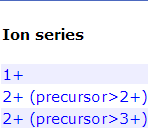 Ion series
1+
2+ (precursor>2+)
2+ (precursor>3+)